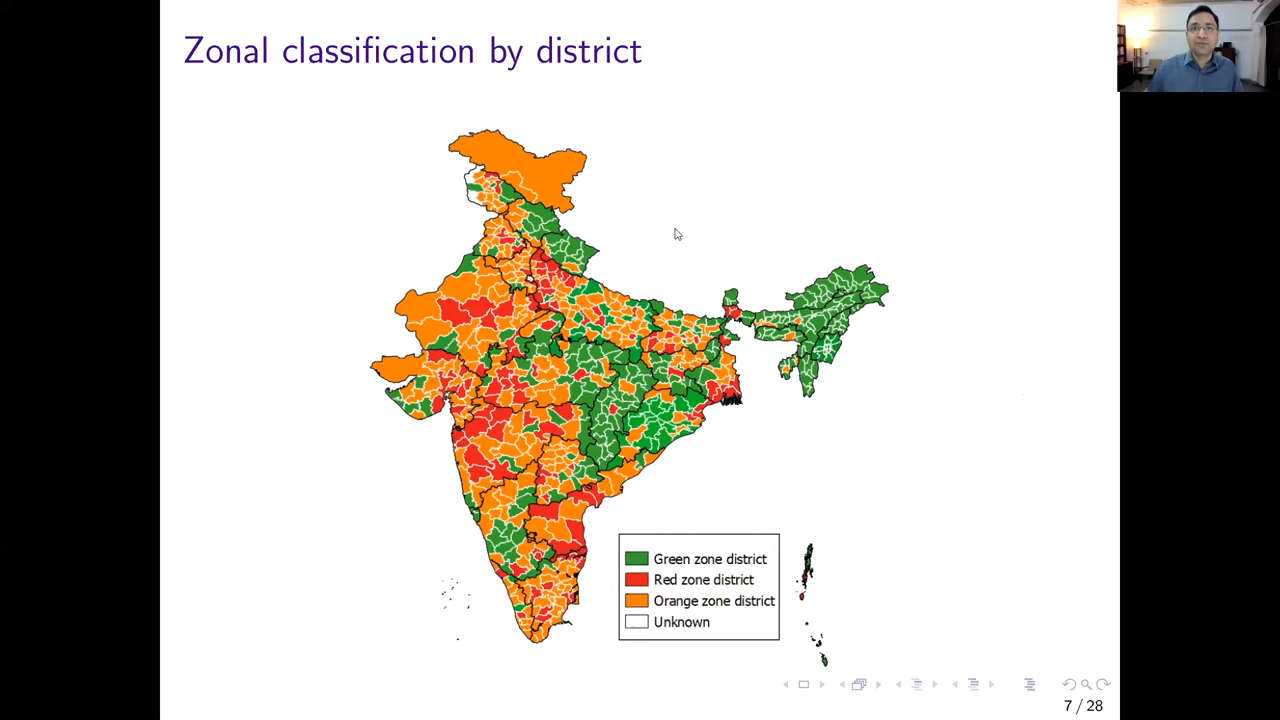 Zonal classification by district
Green zone district
Red zone district
Orange zone district
Unknown
7 / 28